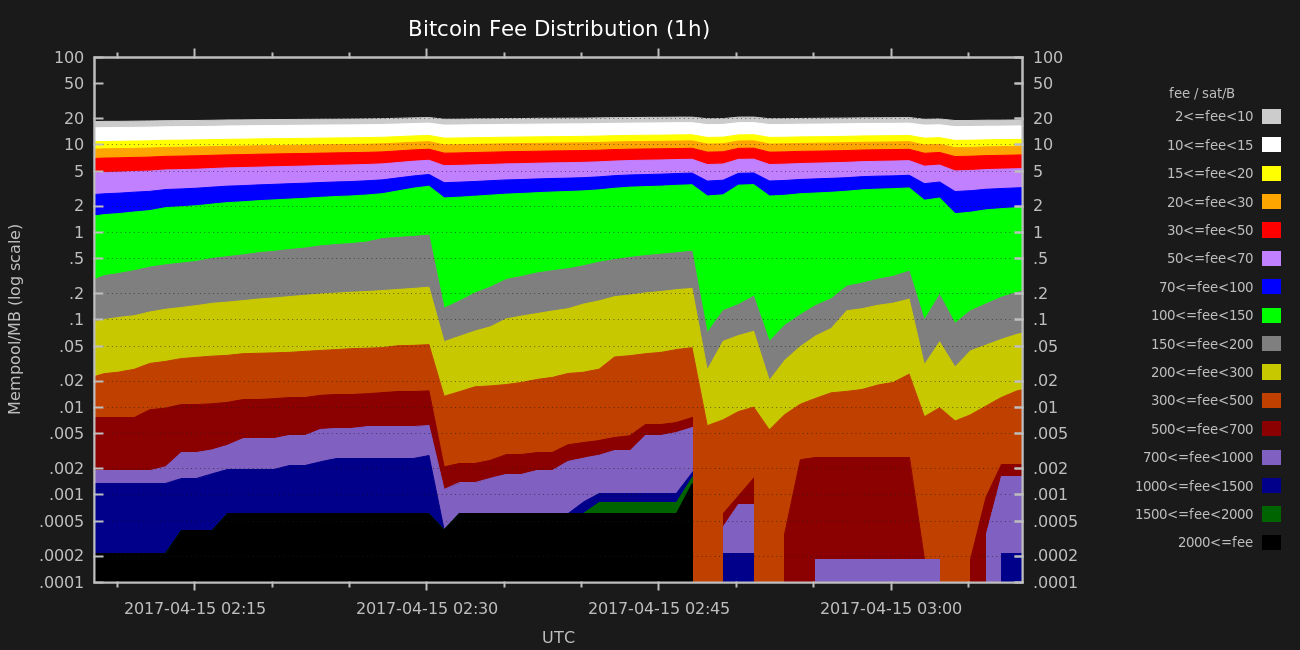 Bitcoin Fee Distribution (1h)
100
50
20
10
5
2
1
.5
.2
.1
.05
.02
.01
.005
.002
.001
.0005
.0002
.0001
Mempool/MB (log scale)
100
50
20
10
5
2
1
.5
.2
.1
.05
.02
.01
.005
.002
.001
.0005
.0002
.0001
2017-04-15 02:15
2017-04-15 02:30
2017-04-15 02:45
2017-04-15 03:00
UTC
fee / sat/B
2<=fee<10
10<=fee<15
15<=fee<20
20<=fee<30
30<=fee<50
50<=fee<70
70<=fee<100
100<=fee<150
150<=fee<200
200<=fee<300
300<=fee<500
500<=fee<700
700<=fee<1000
1000<=fee<1500
1500<=fee<2000
2000<=fee